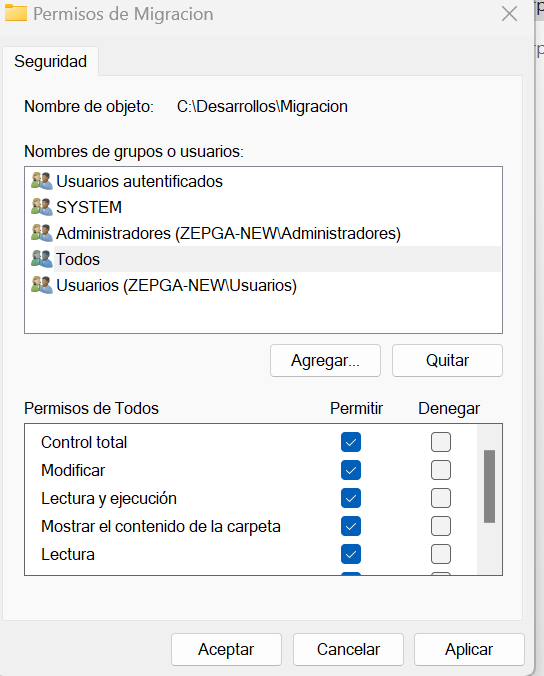 Permisos de Migracion
Seguridad
Nombre de objeto: C:\Desarrollos\Migracion
Nombres de grupos o usuarios:
Usuarios autentificados
SYSTEM
Administradores (ZEPGA-NEW\Administradores)
Todos
Usuarios (ZEPGA-NEW\Usuarios)
Agregar... Quitar
Permisos de Todos Permitir Denegar
Control total
Modificar
Lectura y ejecución
Mostrar el contenido de la carpeta
Lectura
Aceptar Cancelar Aplicar